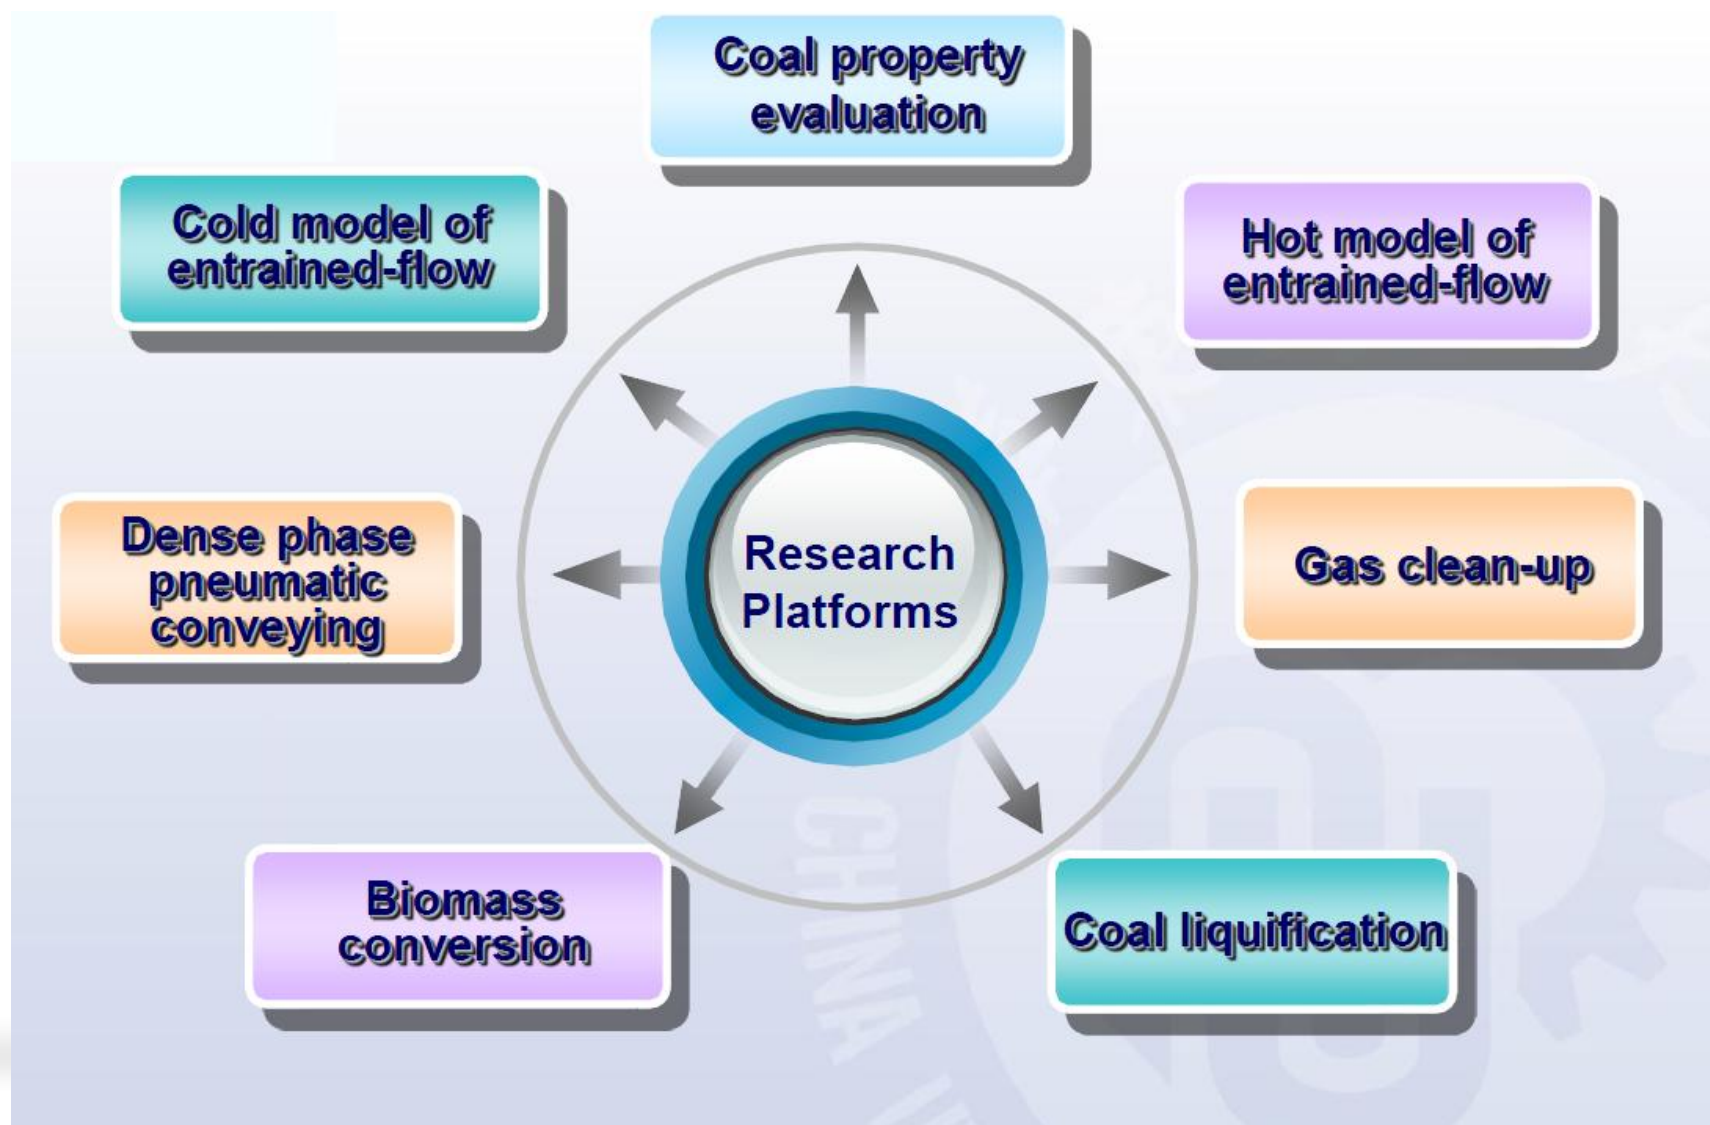 Coal property
evaluation
Cold model of
entrained-flow
Hot model of
entrained-flow
Dense phase
pneumatic
conveying
Research
Platforms
Gas clean-up
Biomass
conversion
Coal liquification
CHINA